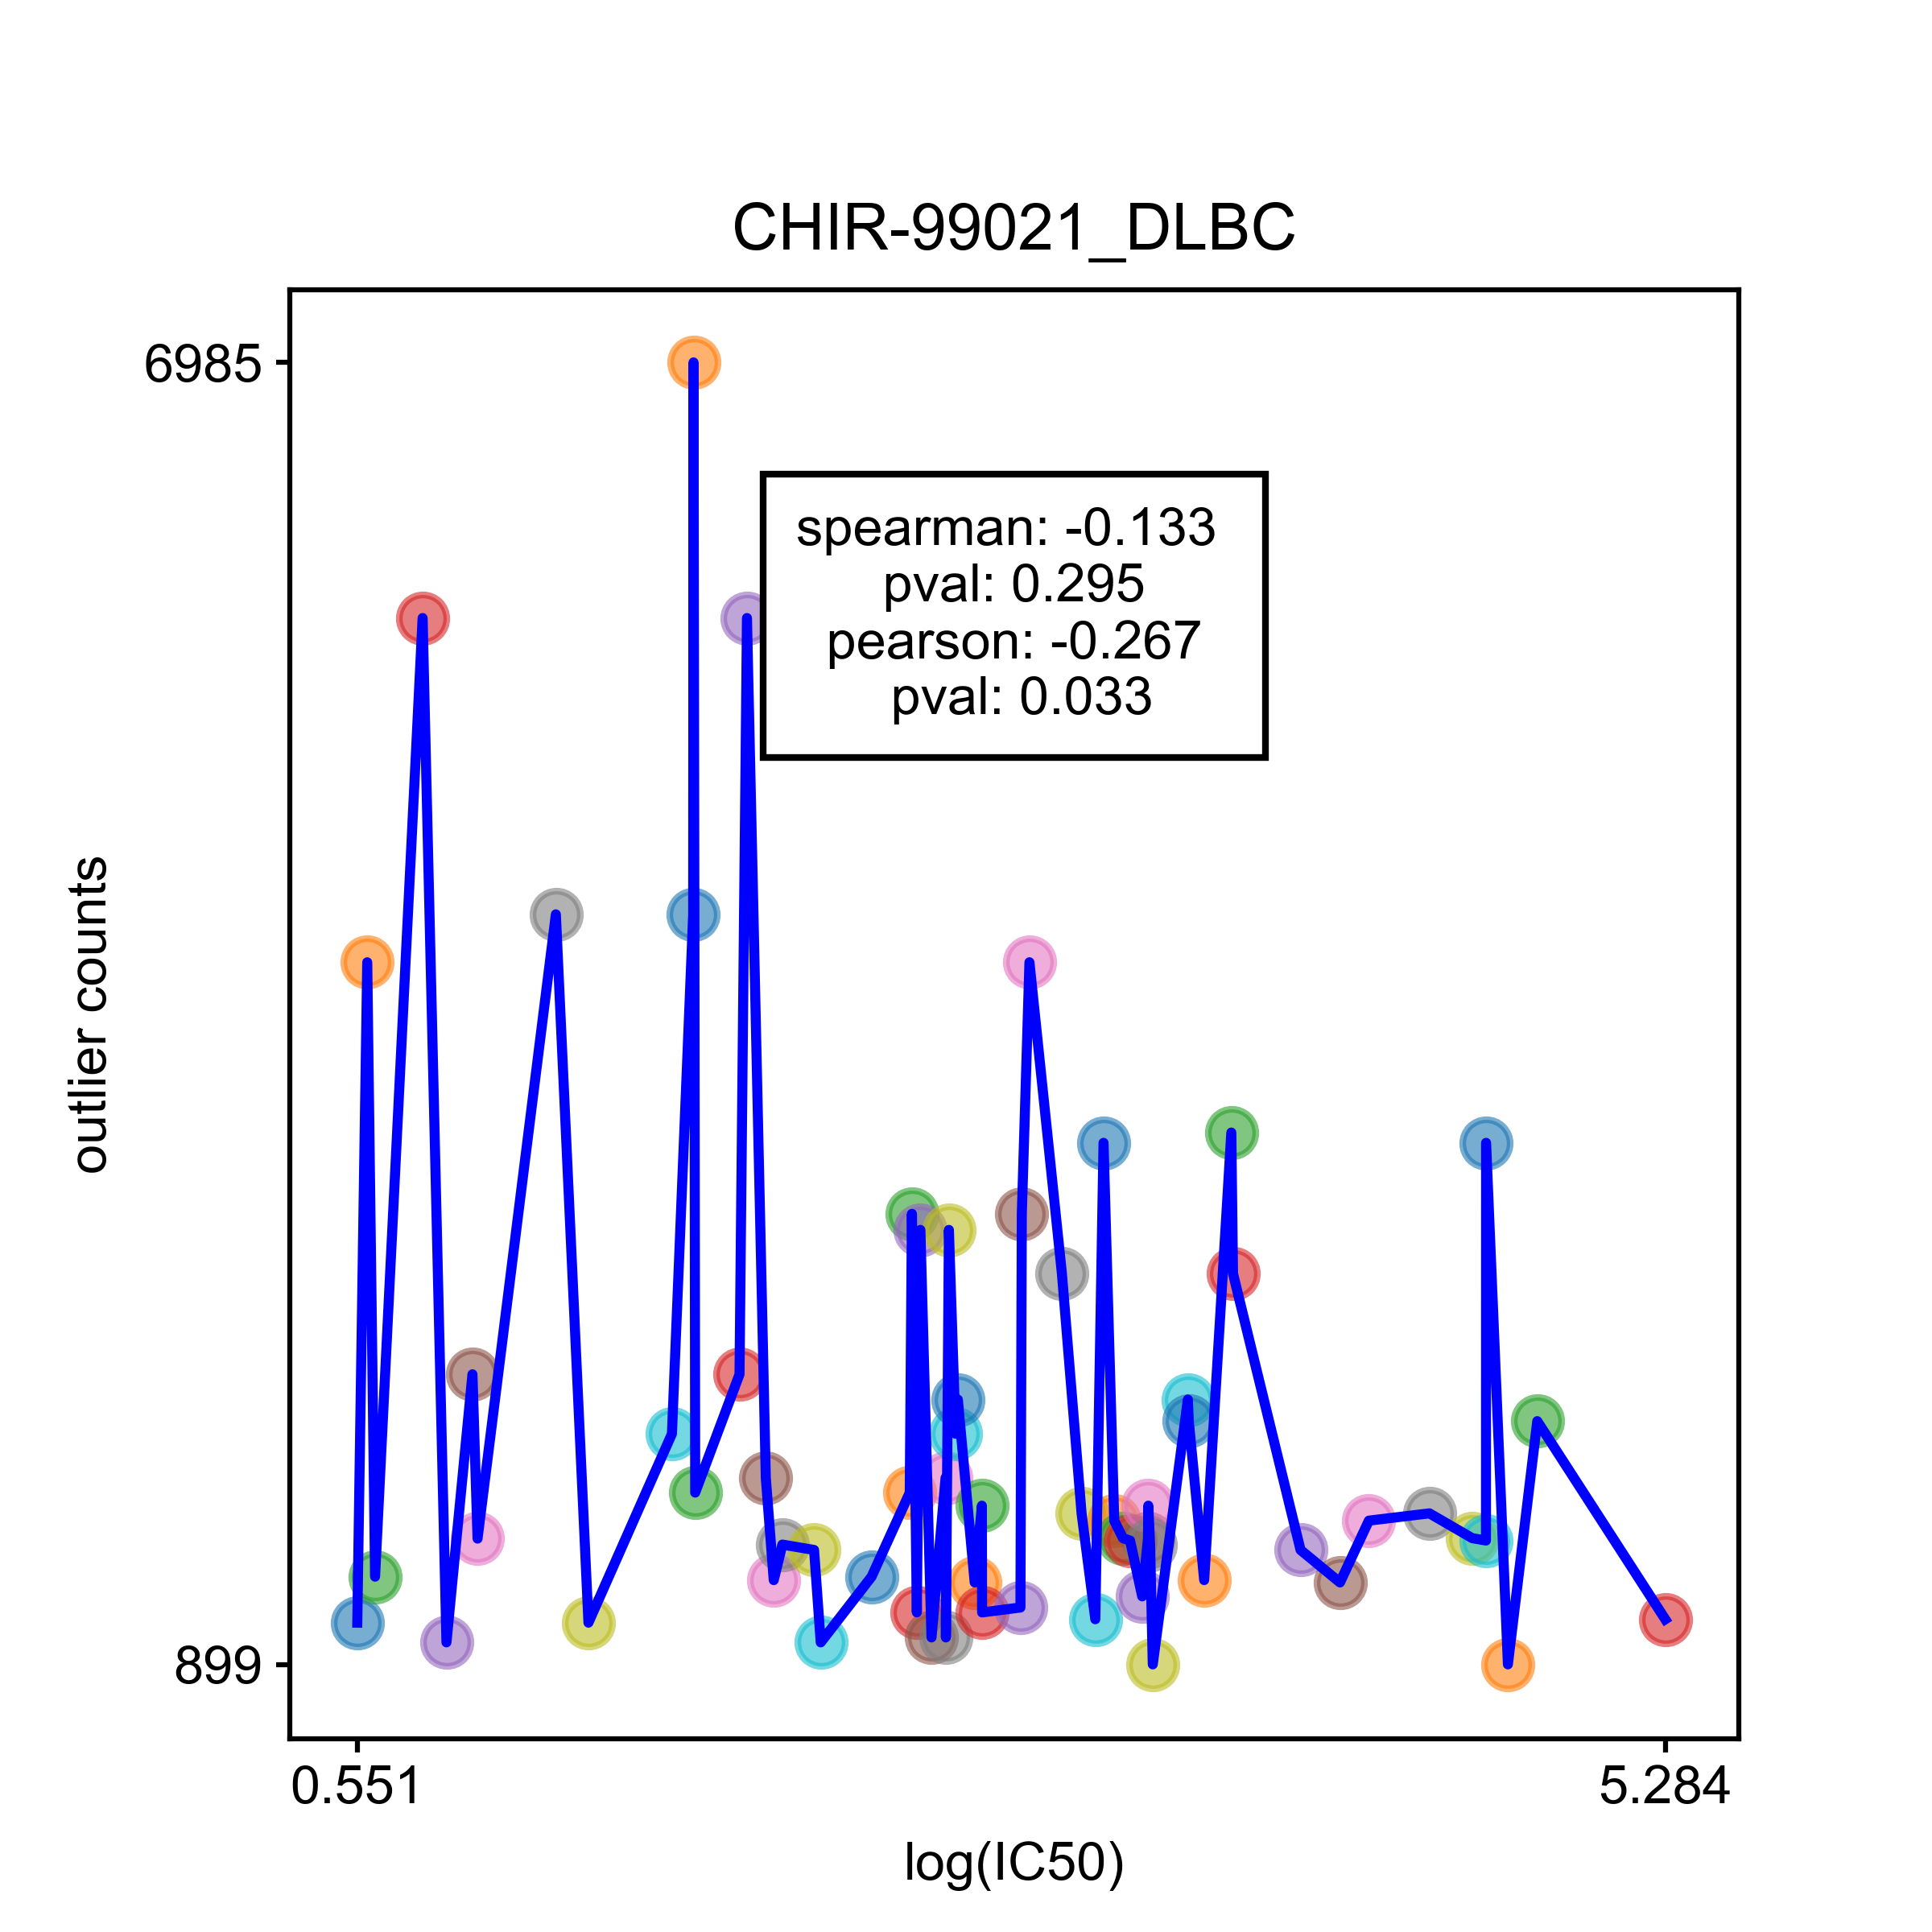 CHIR-99021_DLBC
6985
spearman: -0.133
pval: 0.295
pearson: -0.267
pval: 0.033
outlier counts
899
0.551
5.284
log(IC50)